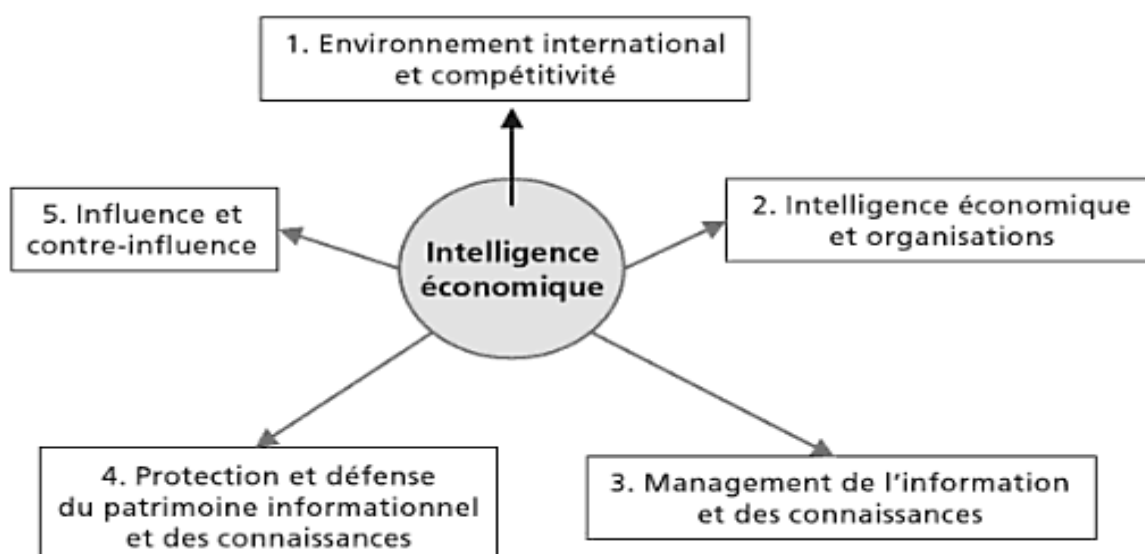 1. Environnement international
et compétitivité
5. Influence et
contre-influence
Intelligence
économique
2. Intelligence économique
et organisations
4. Protection et défense
du patrimoine informationnel
et des connaissances
3. Management de l'information
et des connaissances